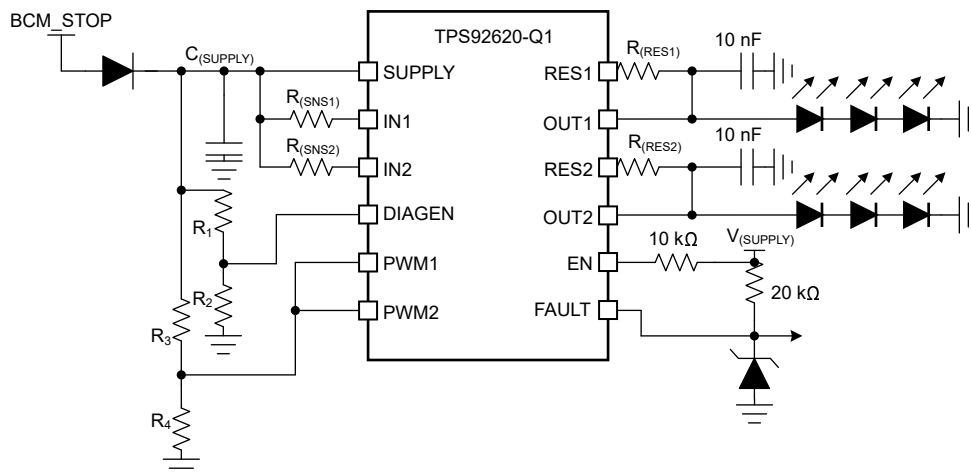 BCM_STOP
C(SUPPLY)
TPS92620-Q1
SUPPLY
R(SNS1)
IN1
R(SNS2)
IN2
DIAGEN
R1
PWM1
R2
PWM2
R3
R4
RES1
R(RES1)
10 nF
OUT1
RES2
R(RES2)
10 nF
OUT2
V(SUPPLY)
10 kΩ
EN
20 kΩ
FAULT